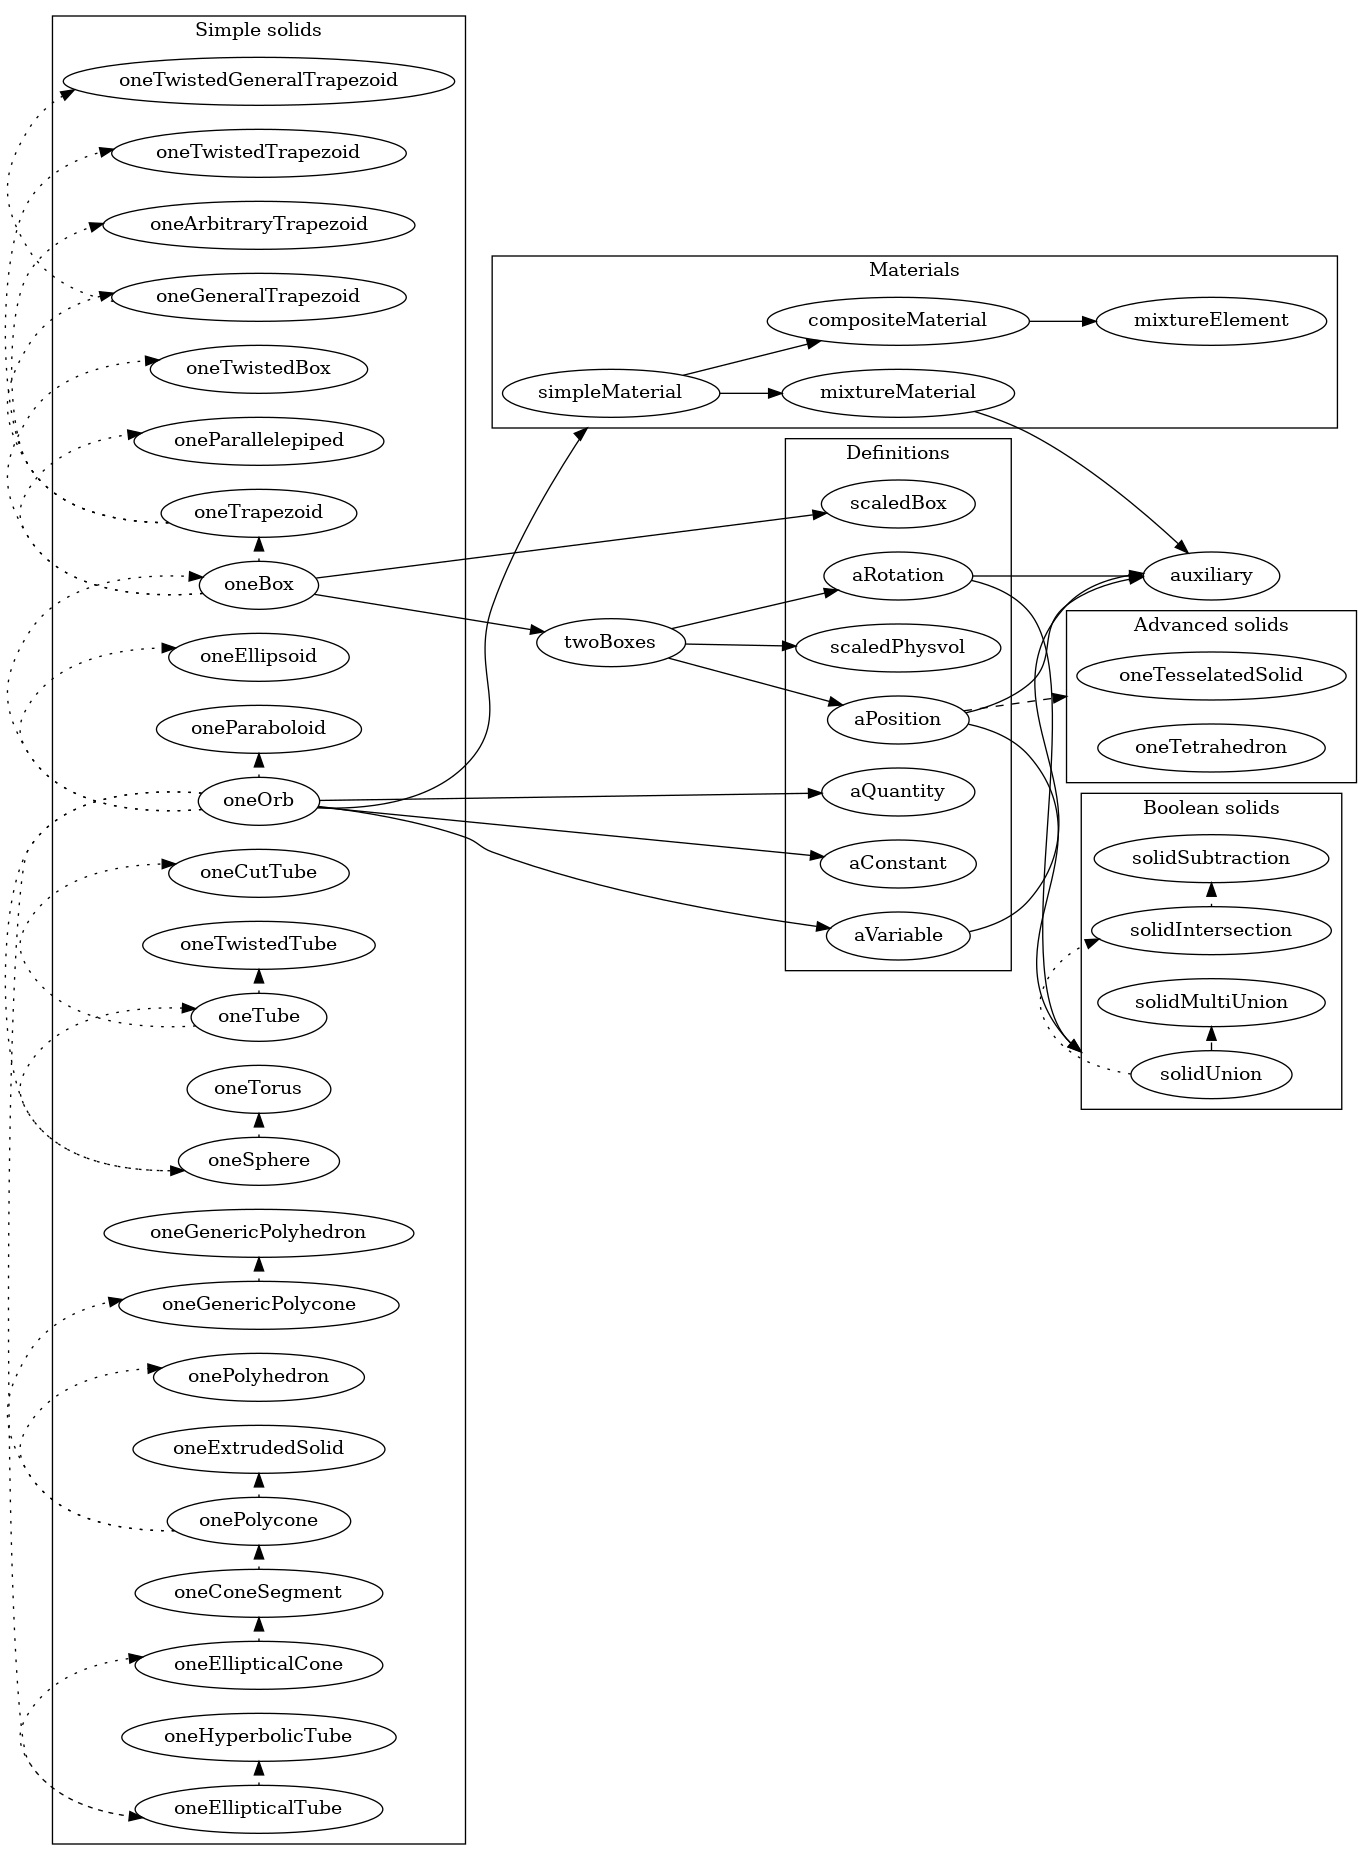 Simple solids
oneTwistedGeneralTrapezoid
oneTwistedTrapezoid
oneArbitraryTrapezoid
oneGeneralTrapezoid
oneTwistedBox
oneParallelepiped
oneTrapezoid
oneBox
oneEllipsoid
oneParaboloid
oneOrb
oneCutTube
oneTwistedTube
oneTube
oneTorus
oneSphere
oneGenericPolyhedron
oneGenericPolycone
onePolyhedron
oneExtrudedSolid
onePolycone
oneConeSegment
oneEllipticalCone
oneHyperbolicTube
oneEllipticalTube
twoBoxes
Materials
compositeMaterial
mixtureElement
simpleMaterial
mixtureMaterial
Definitions
scaledBox
aRotation
scaledPhysvol
aPosition
aQuantity
aConstant
aVariable
auxiliary
Advanced solids
oneTesselatedSolid
oneTetrahedron
Boolean solids
solidSubtraction
solidIntersection
solidMultiUnion
solidUnion